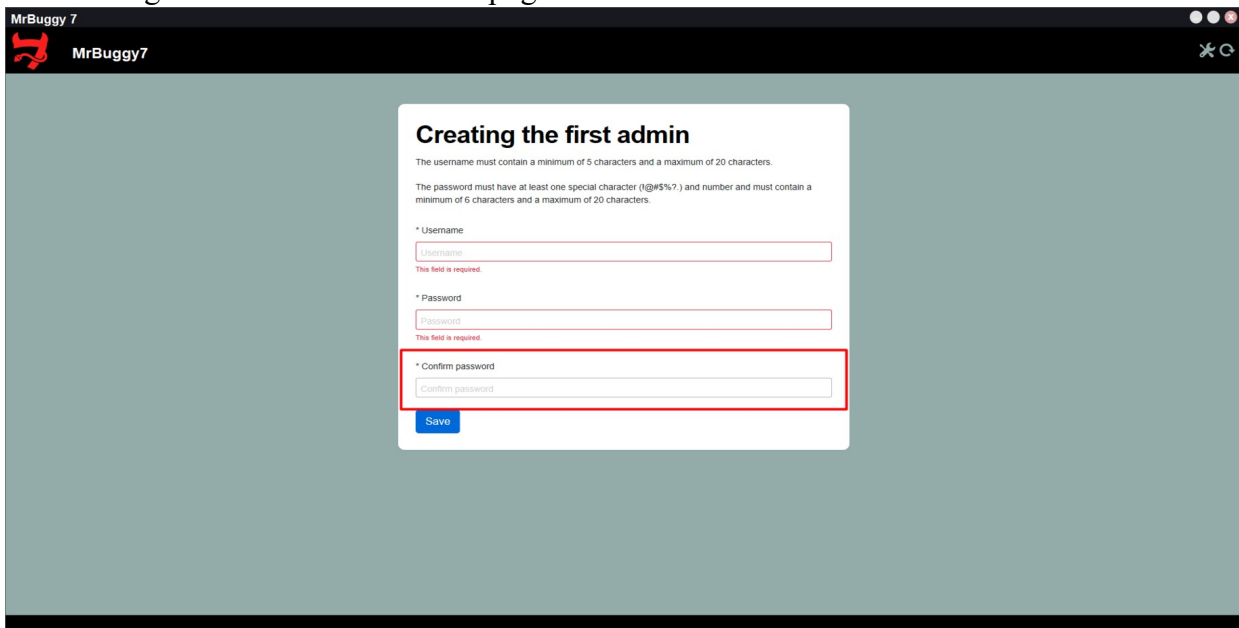 MrBuggy 7
MrBuggy7
Creating the first admin
The username must contain a minimum of 5 characters and a maximum of 20 characters.
The password must have at least one special character (!@#$%?.) and number and must contain a
minimum of 6 characters and a maximum of 20 characters.
* Username
Username
This field is required.
* Password
Password
This field is required.
* Confirm password
Confirm password
Save